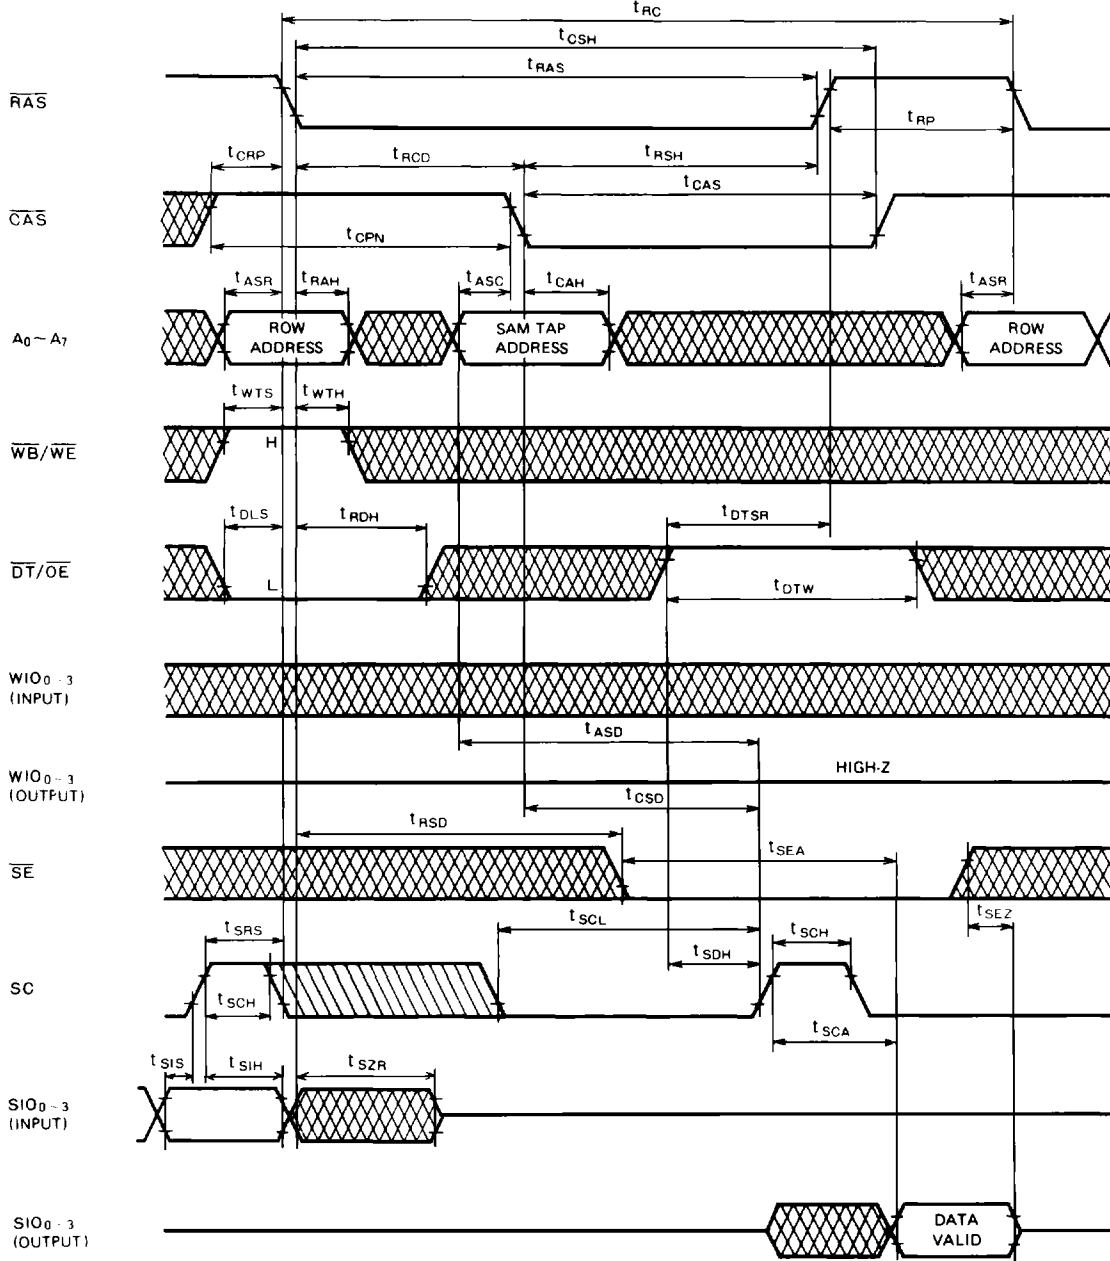 tRC
tCSH
tRAS
RAS
tRP
tCRP
tRCD
tRSH
tCAS
CAS
tCPN
tASR
tRAH
tASC
tCAH
tASR
A0~A7
ROW
ADDRESS
SAM TAP
ADDRESS
ROW
ADDRESS
tWTS
tWTH
WB/WE
H
tDLS
tRDH
tDTSR
DT/OE
L
tDTW
WIO0-3
(INPUT)
tASD
WIO0-3
(OUTPUT)
HIGH-Z
tCSD
tRSD
tSEA
SE
tSCL
tSEZ
tSRS
tSCH
tSDH
SC
tSCH
tSCA
tSIS
tSIH
tSZR
SIO0~3
(INPUT)
SIO0-3
(OUTPUT)
DATA
VALID